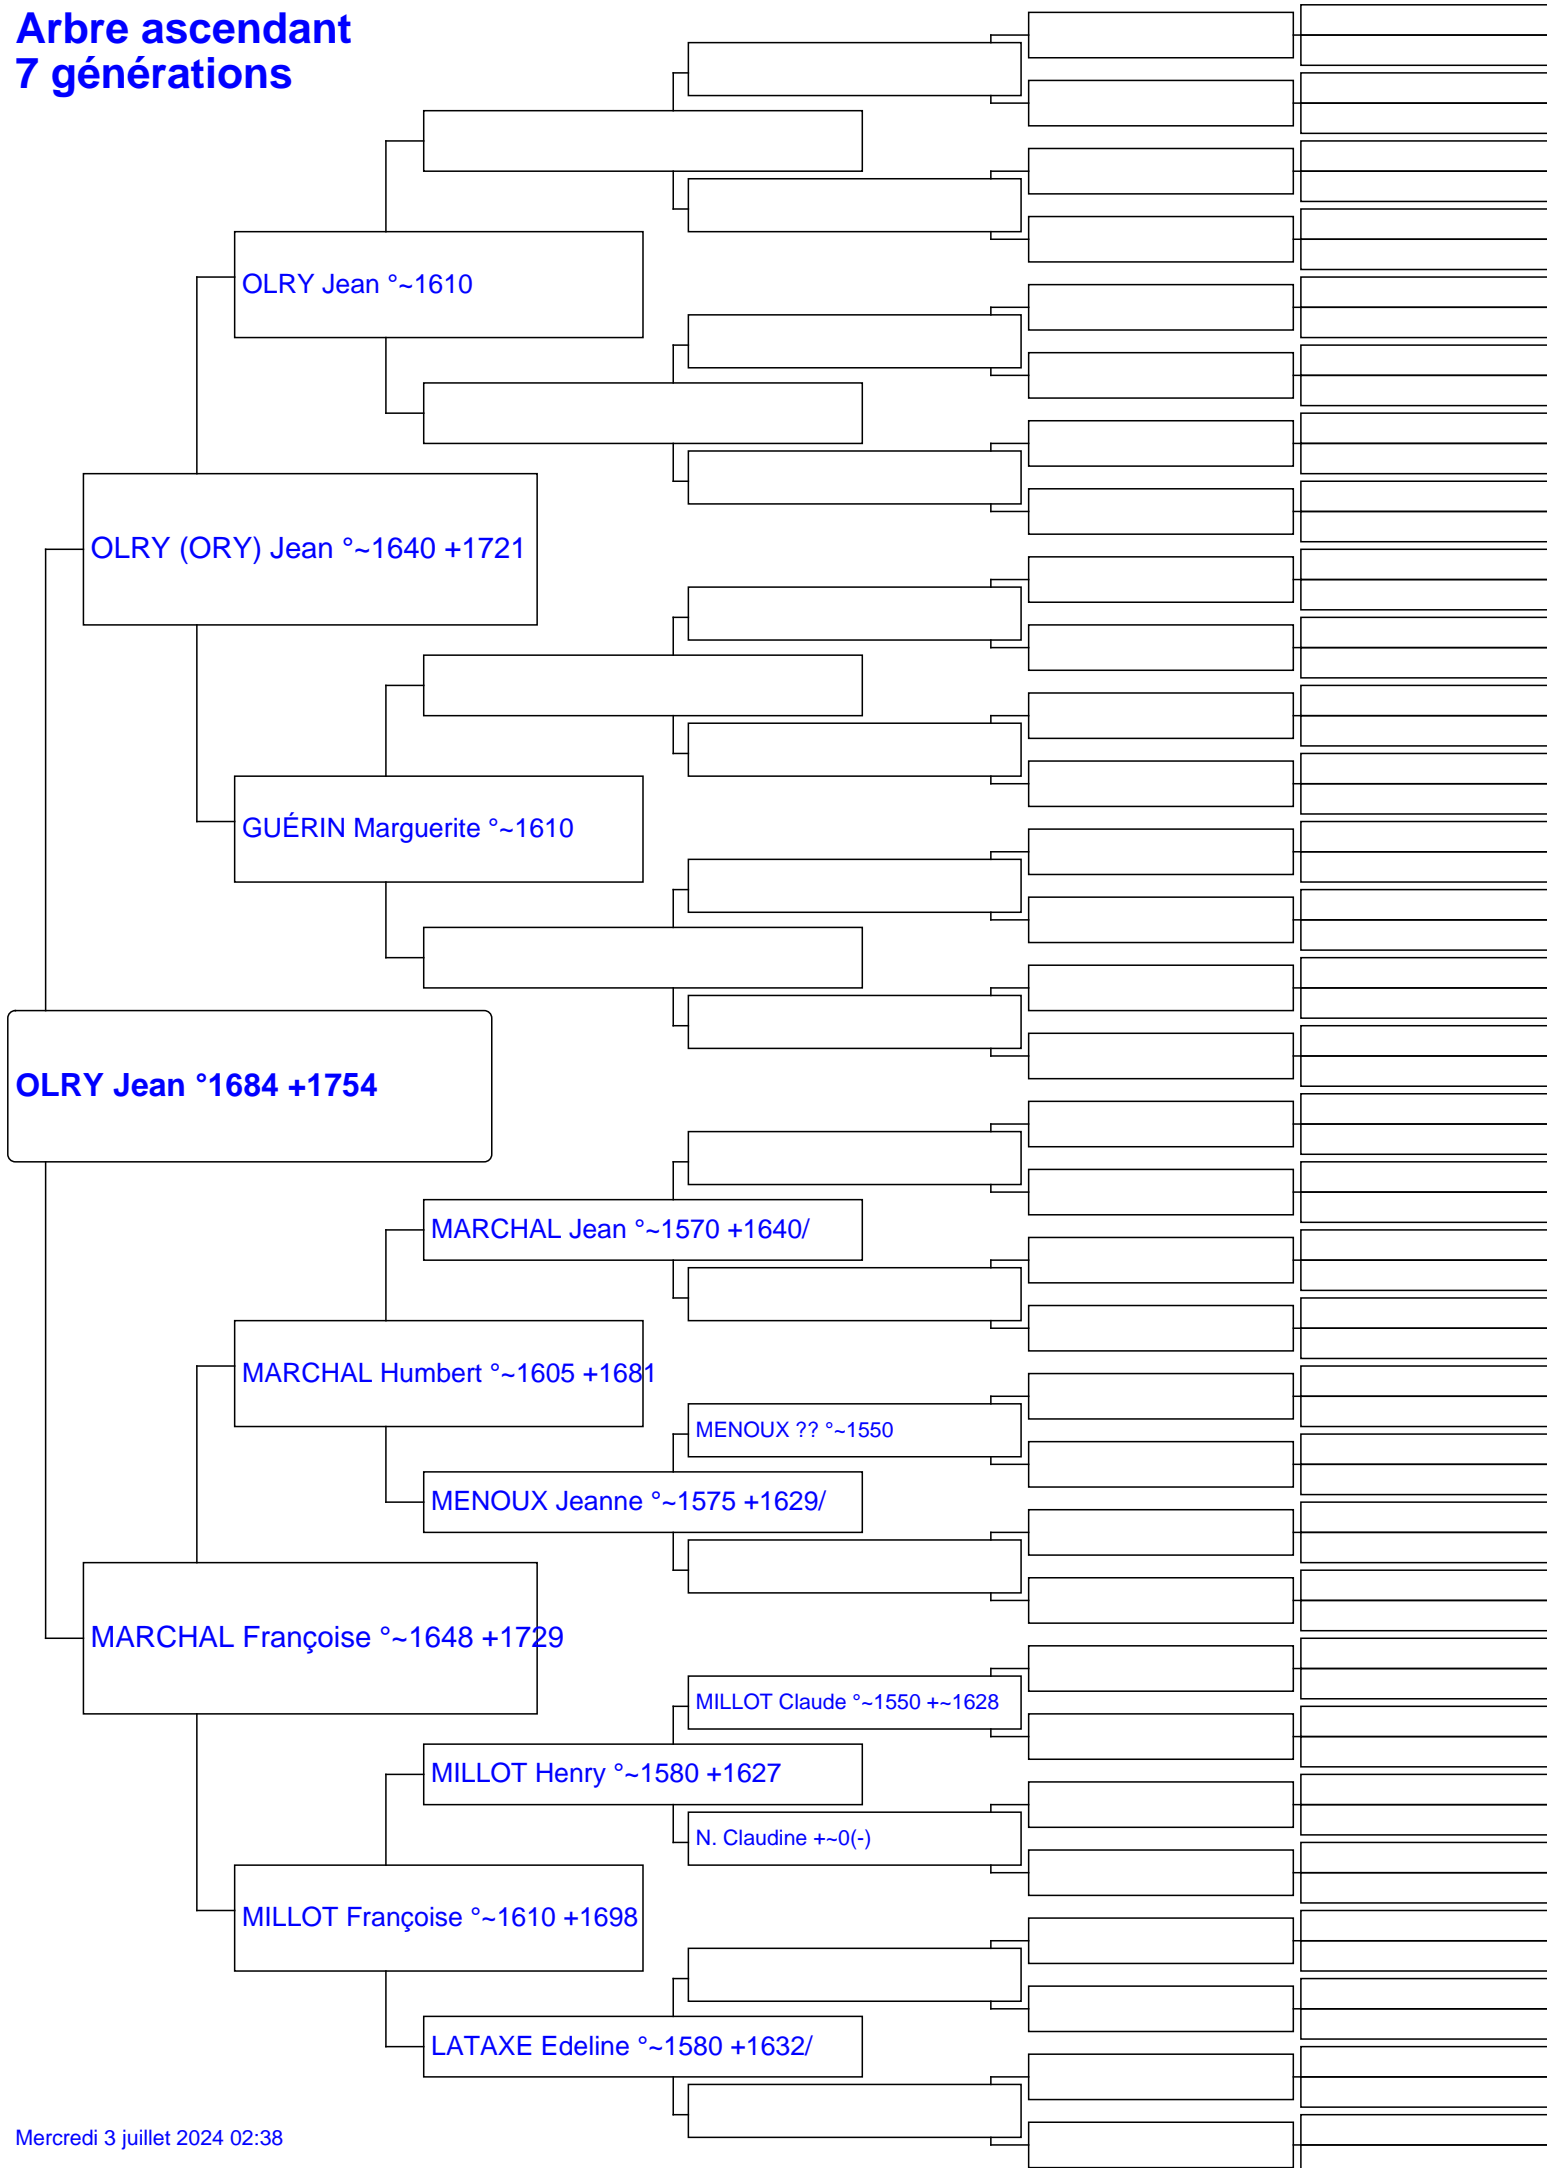 Arbre ascendant
7 générations
OLRY Jean °~1610
OLRY (ORY) Jean °~1640 +1721
GUÉRIN Marguerite °~1610
OLRY Jean °1684 +1754
MARCHAL Jean °~1570 +1640/
MARCHAL Humbert °~1605 +1681
MENOUX ?? °~1550
MENOUX Jeanne °~1575 +1629/
MARCHAL Françoise °~1648 +1729
MILLOT Claude °~1550 +~1628
MILLOT Henry °~1580 +1627
N. Claudine +~0(-)
MILLOT Françoise °~1610 +1698
LATAXE Edeline °~1580 +1632/
Mercredi 3 juillet 2024 02:38